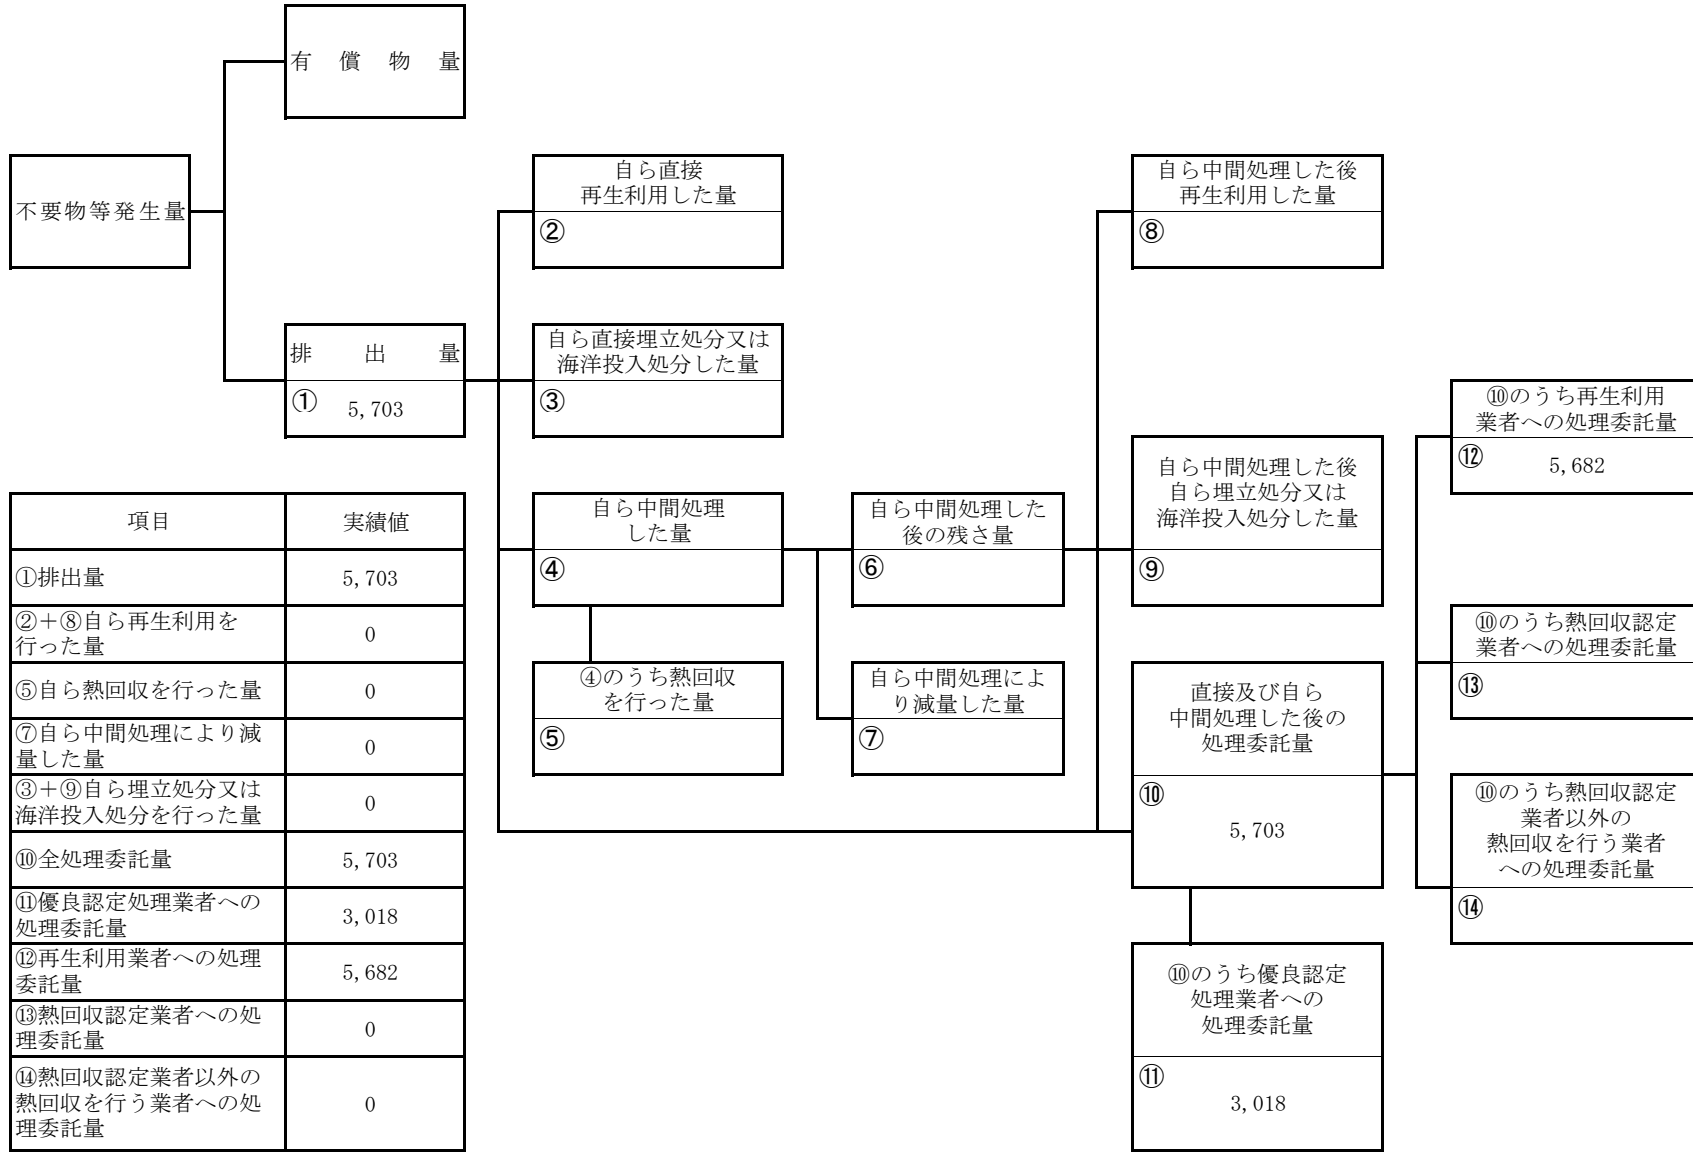 有償物量
不要物等発生量
自ら直接
再生利用した量
②
自ら中間処理した後
再生利用した量
⑧
排出量
① 5,703
自ら直接埋立処分又は
海洋投入処分した量
③
⑩のうち再生利用
業者への処理委託量
⑫ 5,682
自ら中間処理
した量
④
自ら中間処理した
後の残さ量
⑥
自ら中間処理した後
自ら埋立処分又は
海洋投入処分した量
⑨
⑩のうち熱回収認定
業者への処理委託量
⑬
④のうち熱回収
を行った量
⑤
自ら中間処理によ
り減量した量
⑦
直接及び自ら
中間処理した後の
処理委託量
⑩
5,703
⑩のうち熱回収認定
業者以外の
熱回収を行う業者
への処理委託量
⑭
⑩のうち優良認定
処理業者への
処理委託量
⑪
3,018
項目 実績値
①排出量 5,703
②+⑧自ら再生利用を
行った量 0
⑤自ら熱回収を行った量 0
⑦自ら中間処理により減
量した量 0
③+⑨自ら埋立処分又は
海洋投入処分を行った量 0
⑩全処理委託量 5,703
⑪優良認定処理業者への
処理委託量 3,018
⑫再生利用業者への処理
委託量 5,682
⑬熱回収認定業者への処
理委託量 0
⑭熱回収認定業者以外の
熱回収を行う業者への処 0
理委託量